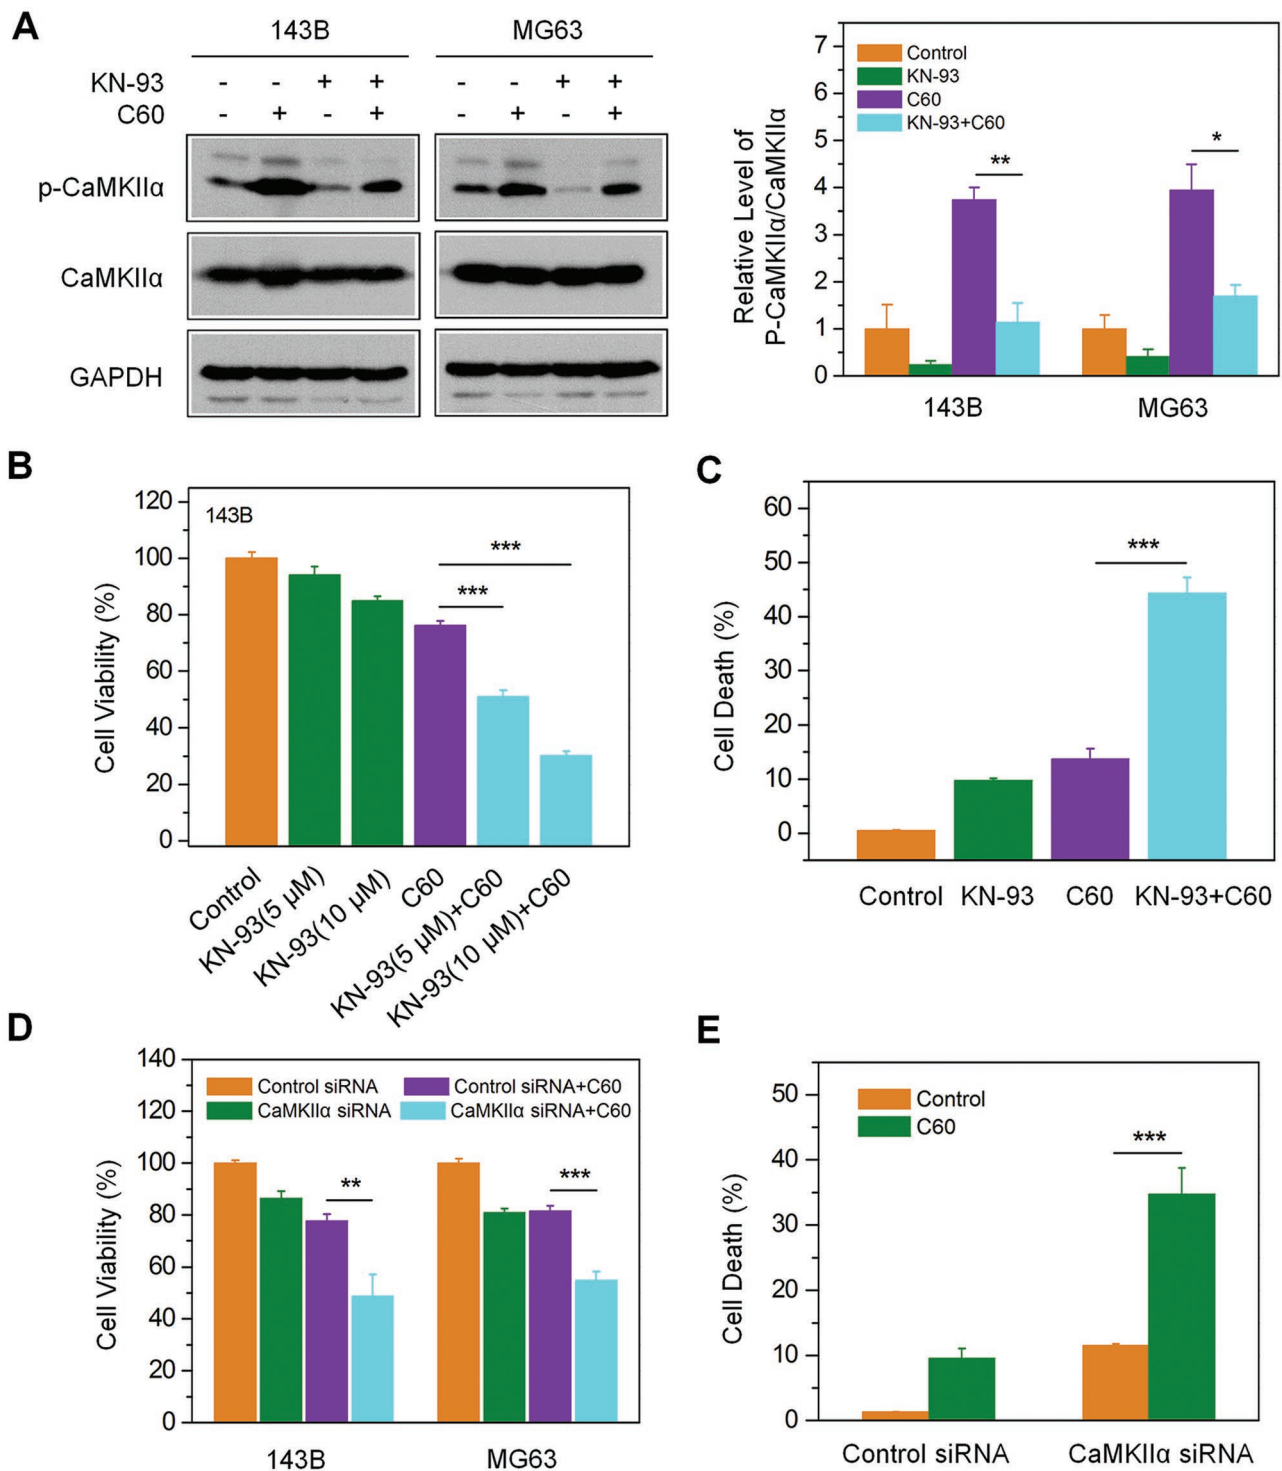 A
143B
MG63
KN-93 - - + + - - + +
C60 - + - + - + - +
p-CaMKIIα
CaMKIIα
GAPDH
Relative Level of
P-CaMKIIα/CaMKIIα
7
6
5
4
3
2
1
0
Control
KN-93
C60
KN-93+C60
**
*
143B
MG63
B
Cell Viability (%)
120
100
80
60
40
20
0
143B
***
***
Control
KN-93(5 μM)
KN-93(10 μM)
C60
KN-93(5 μM)+C60
KN-93(10 μM)+C60
C
Cell Death (%)
60
50
40
30
20
10
0
***
Control KN-93 C60 KN-93+C60
D
Cell Viability (%)
140
120
100
80
60
40
20
0
Control siRNA Control siRNA+C60
CaMKIIα siRNA CaMKIIα siRNA+C60
**
***
143B
MG63
E
Cell Death (%)
50
40
30
20
10
0
Control
C60
***
Control siRNA CaMKIIα siRNA